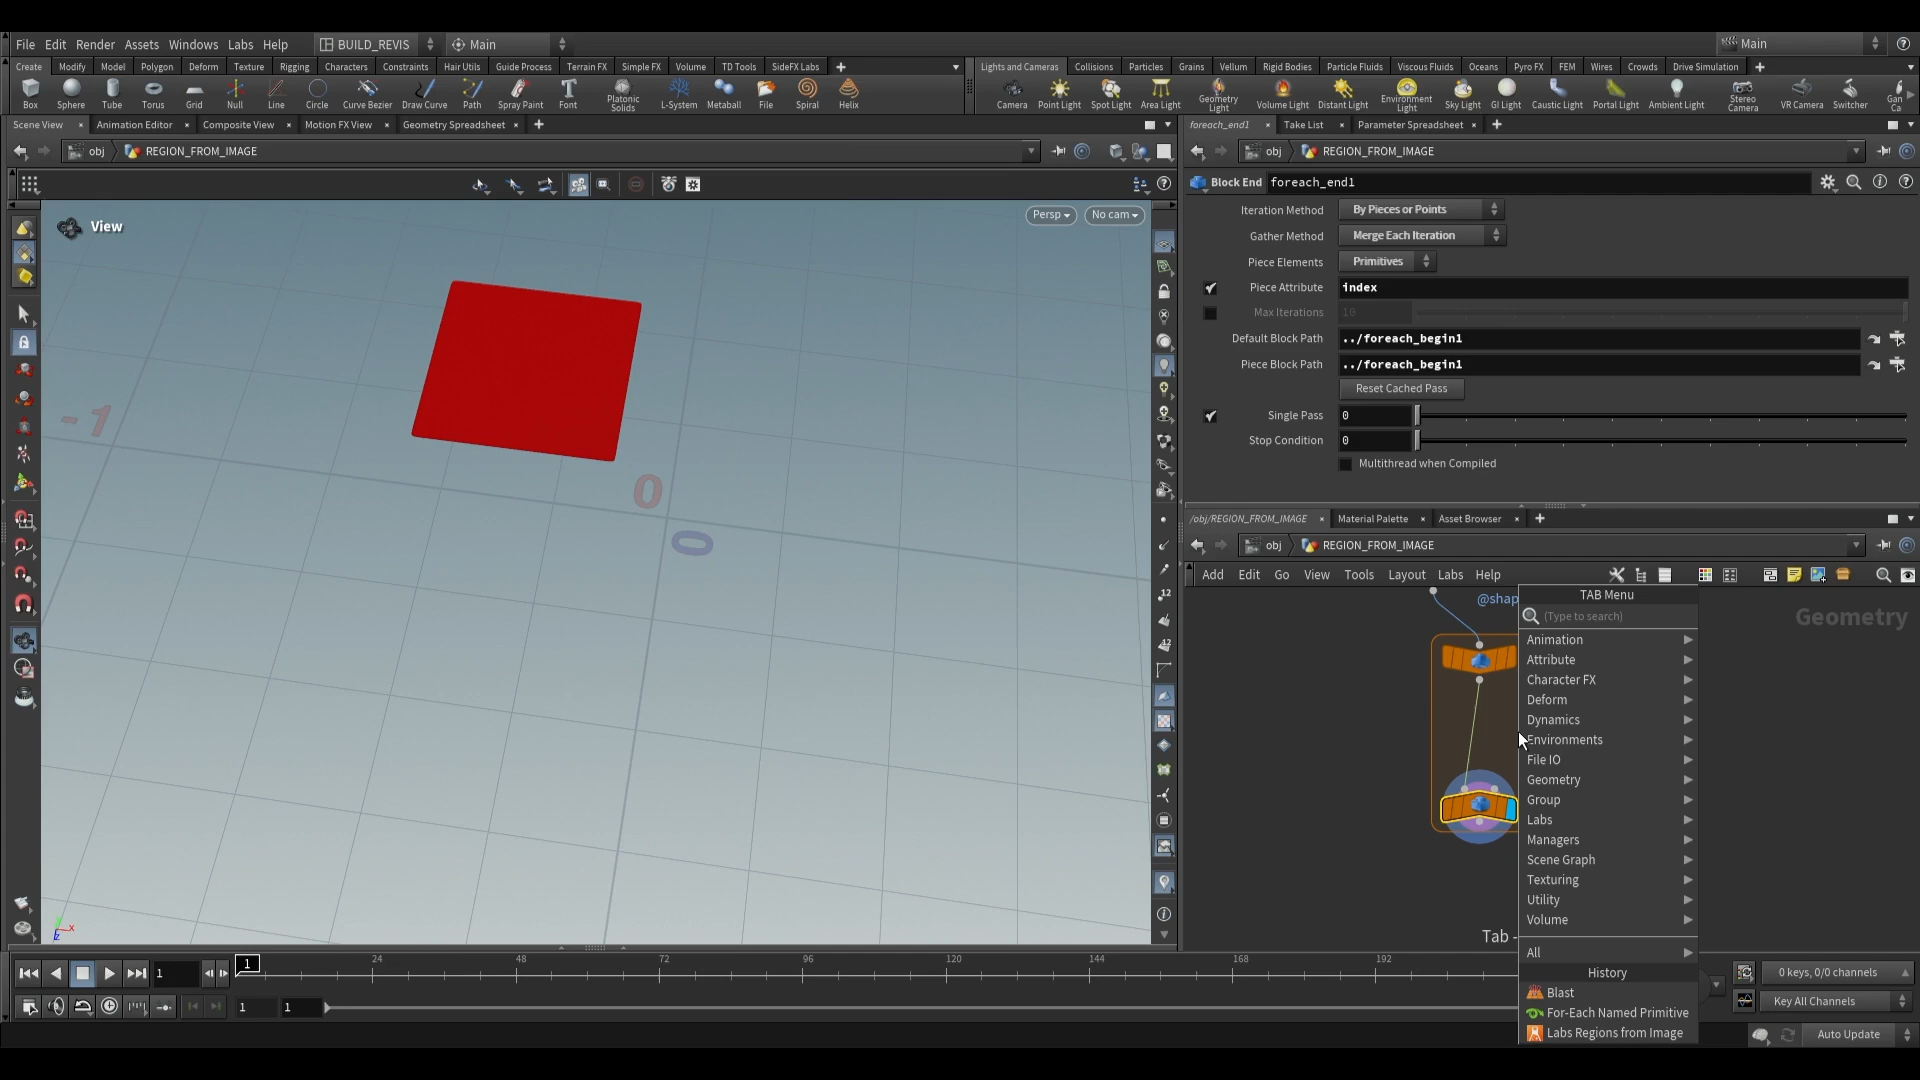 File Edit Render Assets Windows Labs Help BUILD_REVIS Main Main
Create Modify Model Polygon Deform Texture Rigging Characters Constraints Hair Utils Guide Process Terrain FX Simple FX Volume TD Tools SideFX Labs
Lights and Cameras Collisions Particles Grains Vellum Rigid Bodies Particle Fluids Viscous Fluids Oceans Pyro FX FEM Wires Crowds Drive Simulation
Box Sphere Tube Torus Grid Null Line Circle Curve Bezier Draw Curve Path Spray Paint Font Platonic Solids L-System Metaball File Spiral Helix
Camera Point Light Spot Light Area Light Geometry Light Volume Light Distant Light Environment Light Sky Light GI Light Caustic Light Portal Light Ambient Light Stereo Camera VR Camera Switcher Gan Ca
Scene View Animation Editor Composite View Motion FX View Geometry Spreadsheet
foreach_end1 Take List Parameter Spreadsheet
obj REGION_FROM_IMAGE
obj REGION_FROM_IMAGE
Block End foreach_end1
View
Persp No cam
-1
0
0
Iteration Method By Pieces or Points
Gather Method Merge Each Iteration
Piece Elements Primitives
Piece Attribute index
Max Iterations 10
Default Block Path ../foreach_begin1
Piece Block Path ../foreach_begin1
Reset Cached Pass
Single Pass 0
Stop Condition 0
Multithread when Compiled
/obj/REGION_FROM_IMAGE Material Palette Asset Browser
obj REGION_FROM_IMAGE
Add Edit Go View Tools Layout Labs Help
@shap
Geometry
TAB Menu
(Type to search)
Animation
Attribute
Character FX
Deform
Dynamics
Environments
File IO
Geometry
Group
Labs
Managers
Scene Graph
Texturing
Utility
Volume
All
History
Blast
For-Each Named Primitive
Labs Regions from Image
Tab -
12
12
x
z
1 1 24 48 72 96 120 144 168 192
0 keys, 0/0 channels
1 1
Key All Channels
Auto Update